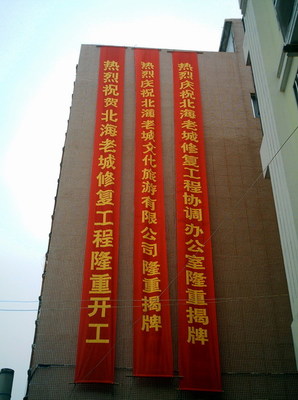 热烈祝贺北海老城修复工程隆重开工
热烈庆祝北海老城文化旅游有限公司隆重揭牌
热烈庆祝北海老城修复工程协调办公室隆重揭牌